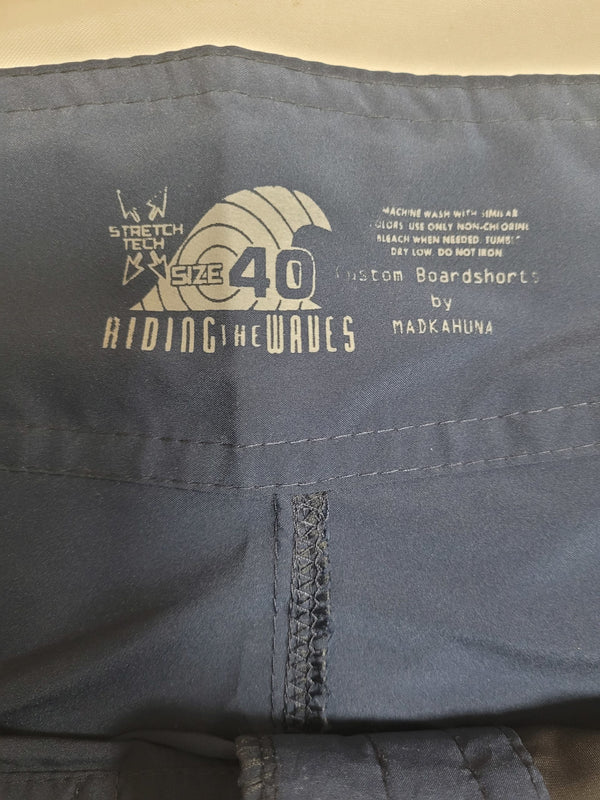 STRETCH
TECH
SIZE 40
RIDING THE WAVES
MACHINE WASH WITH SIMILAR
COLORS USE ONLY NON-CHLORINE
BLEACH WHEN NEEDED. TUMBLE
DRY LOW. DO NOT IRON
Custom Boardshorts
by
MADKAHUNA